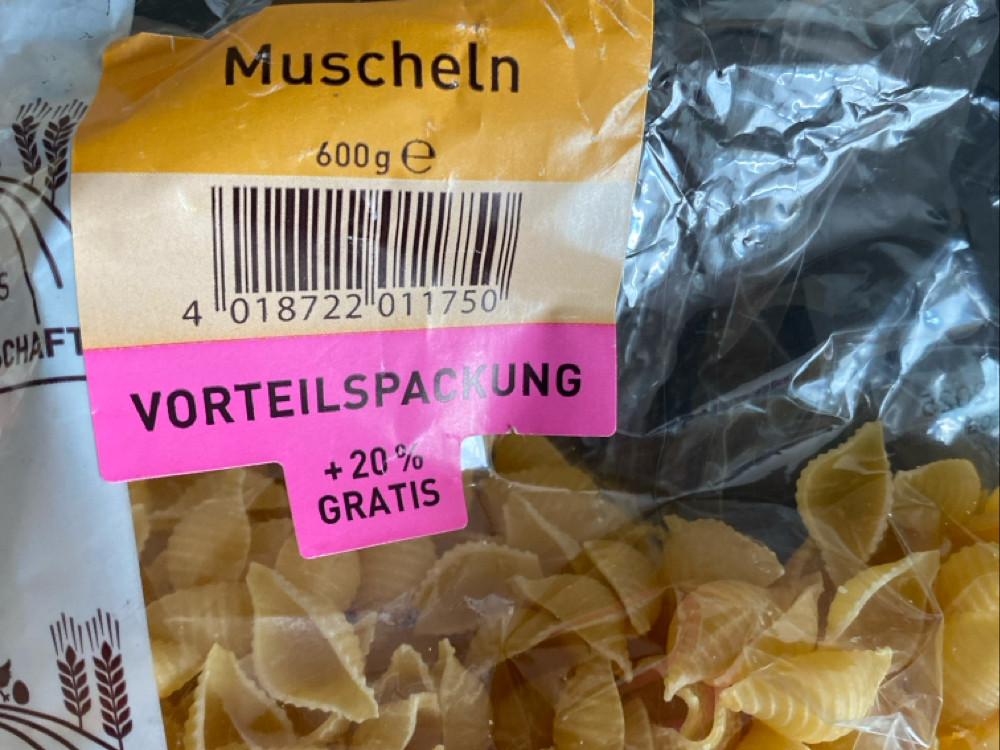 Muscheln
600g ℮
4 018722 011750
VORTEILSPACKUNG
+20%
GRATIS